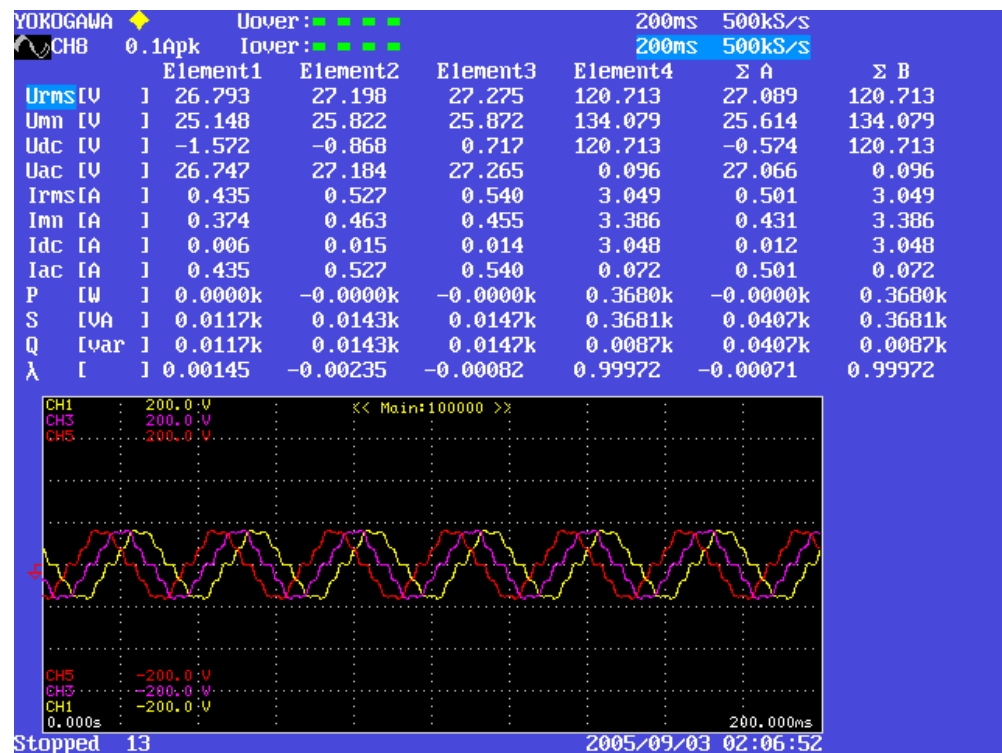 YOKOGAWA Uover: 200ms 500kS/s
CH8 0.1Apk Iover: 200ms 500kS/s
Element1 Element2 Element3 Element4 Σ A Σ B
Urms[V ] 26.793 27.198 27.275 120.713 27.089 120.713
Umn [V ] 25.148 25.822 25.872 134.079 25.614 134.079
Udc [V ] -1.572 -0.868 0.717 120.713 -0.574 120.713
Uac [V ] 26.747 27.184 27.265 0.096 27.066 0.096
Irms[A ] 0.435 0.527 0.540 3.049 0.501 3.049
Imn [A ] 0.374 0.463 0.455 3.386 0.431 3.386
Idc [A ] 0.006 0.015 0.014 3.048 0.012 3.048
Iac [A ] 0.435 0.527 0.540 0.072 0.501 0.072
P [W ] 0.0000k -0.0000k -0.0000k 0.3680k -0.0000k 0.3680k
S [VA ] 0.0117k 0.0143k 0.0147k 0.3681k 0.0407k 0.3681k
Q [var ] 0.0117k 0.0143k 0.0147k 0.0087k 0.0407k 0.0087k
λ [ ] 0.00145 -0.00235 -0.00082 0.99972 -0.00071 0.99972
CH1 200.0 V << Main:100000 >>
CH3 200.0 V
CH5 200.0 V
CH5 -200.0 V
CH3 -200.0 V
CH1 -200.0 V
0.000s 200.000ms
Stopped 13 2005/09/03 02:06:52